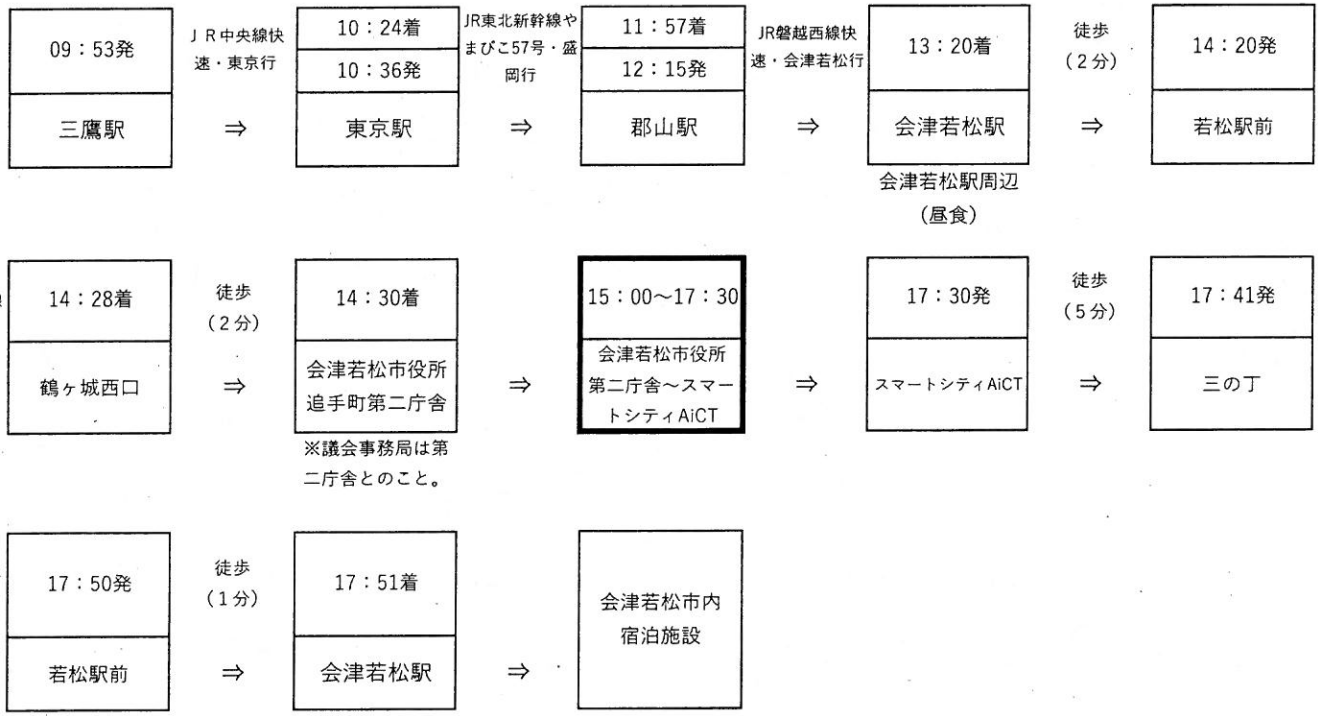 09：53発
三鷹駅
ＪＲ中央線快
速・東京行
⇒
10：24着
10：36発
東京駅
JR東北新幹線や
まびこ57号・盛
岡行
⇒
11：57着
12：15発
郡山駅
JR磐越西線快
速・会津若松行
⇒
13：20着
会津若松駅
会津若松駅周辺
（昼食）
徒歩
（２分）
⇒
14：20発
若松駅前
14：28着
鶴ヶ城西口
徒歩
（２分）
⇒
14：30着
会津若松市役所
追手町第二庁舎
※議会事務局は第
二庁舎とのこと。
⇒
15：00～17：30
会津若松市役所
第二庁舎～スマー
トシティAiCT
⇒
17：30発
スマートシティAiCT
徒歩
（５分）
⇒
17：41発
三の丁
17：50発
若松駅前
徒歩
（１分）
⇒
17：51着
会津若松駅
⇒
会津若松市内
宿泊施設